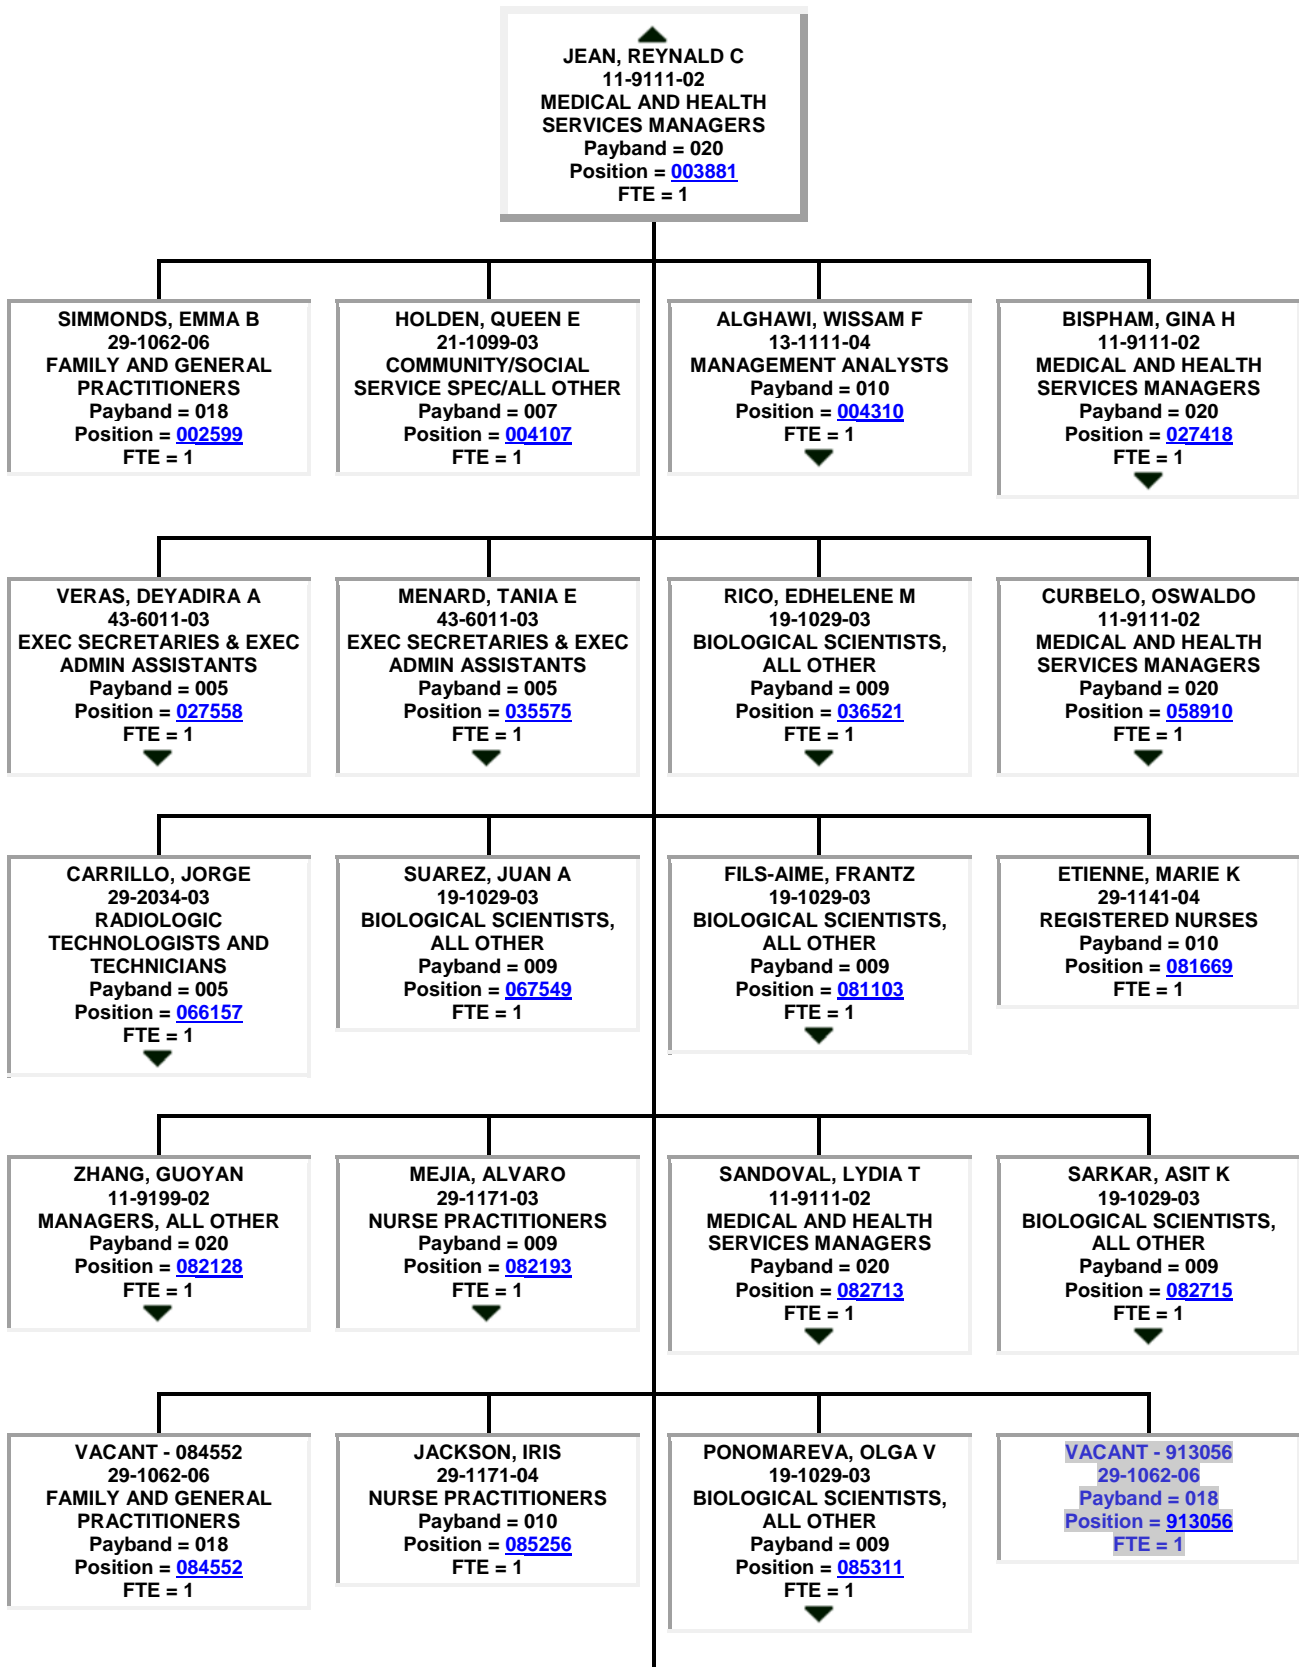 JEAN, REYNALD C
11-9111-02
MEDICAL AND HEALTH
SERVICES MANAGERS
Payband = 020
Position = 003881
FTE = 1
SIMMONDS, EMMA B
29-1062-06
FAMILY AND GENERAL
PRACTITIONERS
Payband = 018
Position = 002599
FTE = 1
HOLDEN, QUEEN E
21-1099-03
COMMUNITY/SOCIAL
SERVICE SPEC/ALL OTHER
Payband = 007
Position = 004107
FTE = 1
ALGHAWI, WISSAM F
13-1111-04
MANAGEMENT ANALYSTS
Payband = 010
Position = 004310
FTE = 1
BISPHAM, GINA H
11-9111-02
MEDICAL AND HEALTH
SERVICES MANAGERS
Payband = 020
Position = 027418
FTE = 1
VERAS, DEYADIRA A
43-6011-03
EXEC SECRETARIES & EXEC
ADMIN ASSISTANTS
Payband = 005
Position = 027558
FTE = 1
MENARD, TANIA E
43-6011-03
EXEC SECRETARIES & EXEC
ADMIN ASSISTANTS
Payband = 005
Position = 035575
FTE = 1
RICO, EDHELENE M
19-1029-03
BIOLOGICAL SCIENTISTS,
ALL OTHER
Payband = 009
Position = 036521
FTE = 1
CURBELO, OSWALDO
11-9111-02
MEDICAL AND HEALTH
SERVICES MANAGERS
Payband = 020
Position = 058910
FTE = 1
CARRILLO, JORGE
29-2034-03
RADIOLOGIC
TECHNOLOGISTS AND
TECHNICIANS
Payband = 005
Position = 066157
FTE = 1
SUAREZ, JUAN A
19-1029-03
BIOLOGICAL SCIENTISTS,
ALL OTHER
Payband = 009
Position = 067549
FTE = 1
FILS-AIME, FRANTZ
19-1029-03
BIOLOGICAL SCIENTISTS,
ALL OTHER
Payband = 009
Position = 081103
FTE = 1
ETIENNE, MARIE K
29-1141-04
REGISTERED NURSES
Payband = 010
Position = 081669
FTE = 1
ZHANG, GUOYAN
11-9199-02
MANAGERS, ALL OTHER
Payband = 020
Position = 082128
FTE = 1
MEJIA, ALVARO
29-1171-03
NURSE PRACTITIONERS
Payband = 009
Position = 082193
FTE = 1
SANDOVAL, LYDIA T
11-9111-02
MEDICAL AND HEALTH
SERVICES MANAGERS
Payband = 020
Position = 082713
FTE = 1
SARKAR, ASIT K
19-1029-03
BIOLOGICAL SCIENTISTS,
ALL OTHER
Payband = 009
Position = 082715
FTE = 1
VACANT - 084552
29-1062-06
FAMILY AND GENERAL
PRACTITIONERS
Payband = 018
Position = 084552
FTE = 1
JACKSON, IRIS
29-1171-04
NURSE PRACTITIONERS
Payband = 010
Position = 085256
FTE = 1
PONOMAREVA, OLGA V
19-1029-03
BIOLOGICAL SCIENTISTS,
ALL OTHER
Payband = 009
Position = 085311
FTE = 1
VACANT - 913056
29-1062-06
Payband = 018
Position = 913056
FTE = 1